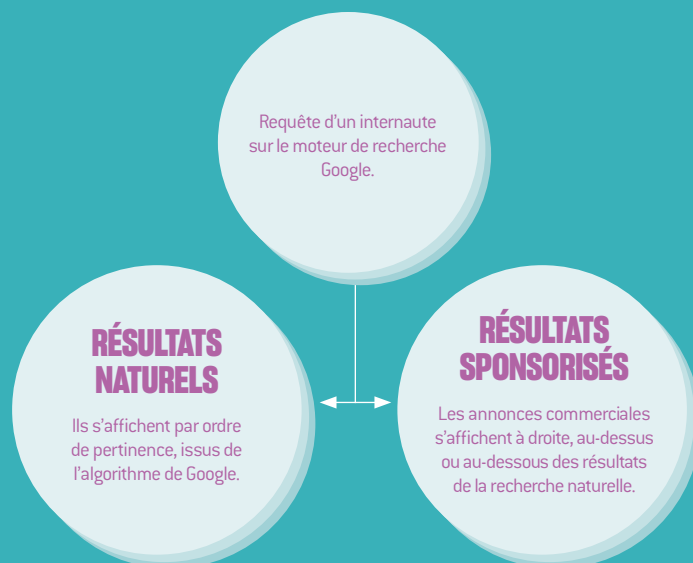 Requête d'un internaute
sur le moteur de recherche
Google.
RÉSULTATS
NATURELS
Ils s'affichent par ordre
de pertinence, issus de
l'algorithme de Google.
RÉSULTATS
SPONSORISÉS
Les annonces commerciales
s'affichent à droite, au-dessus
ou au-dessous des résultats
de la recherche naturelle.